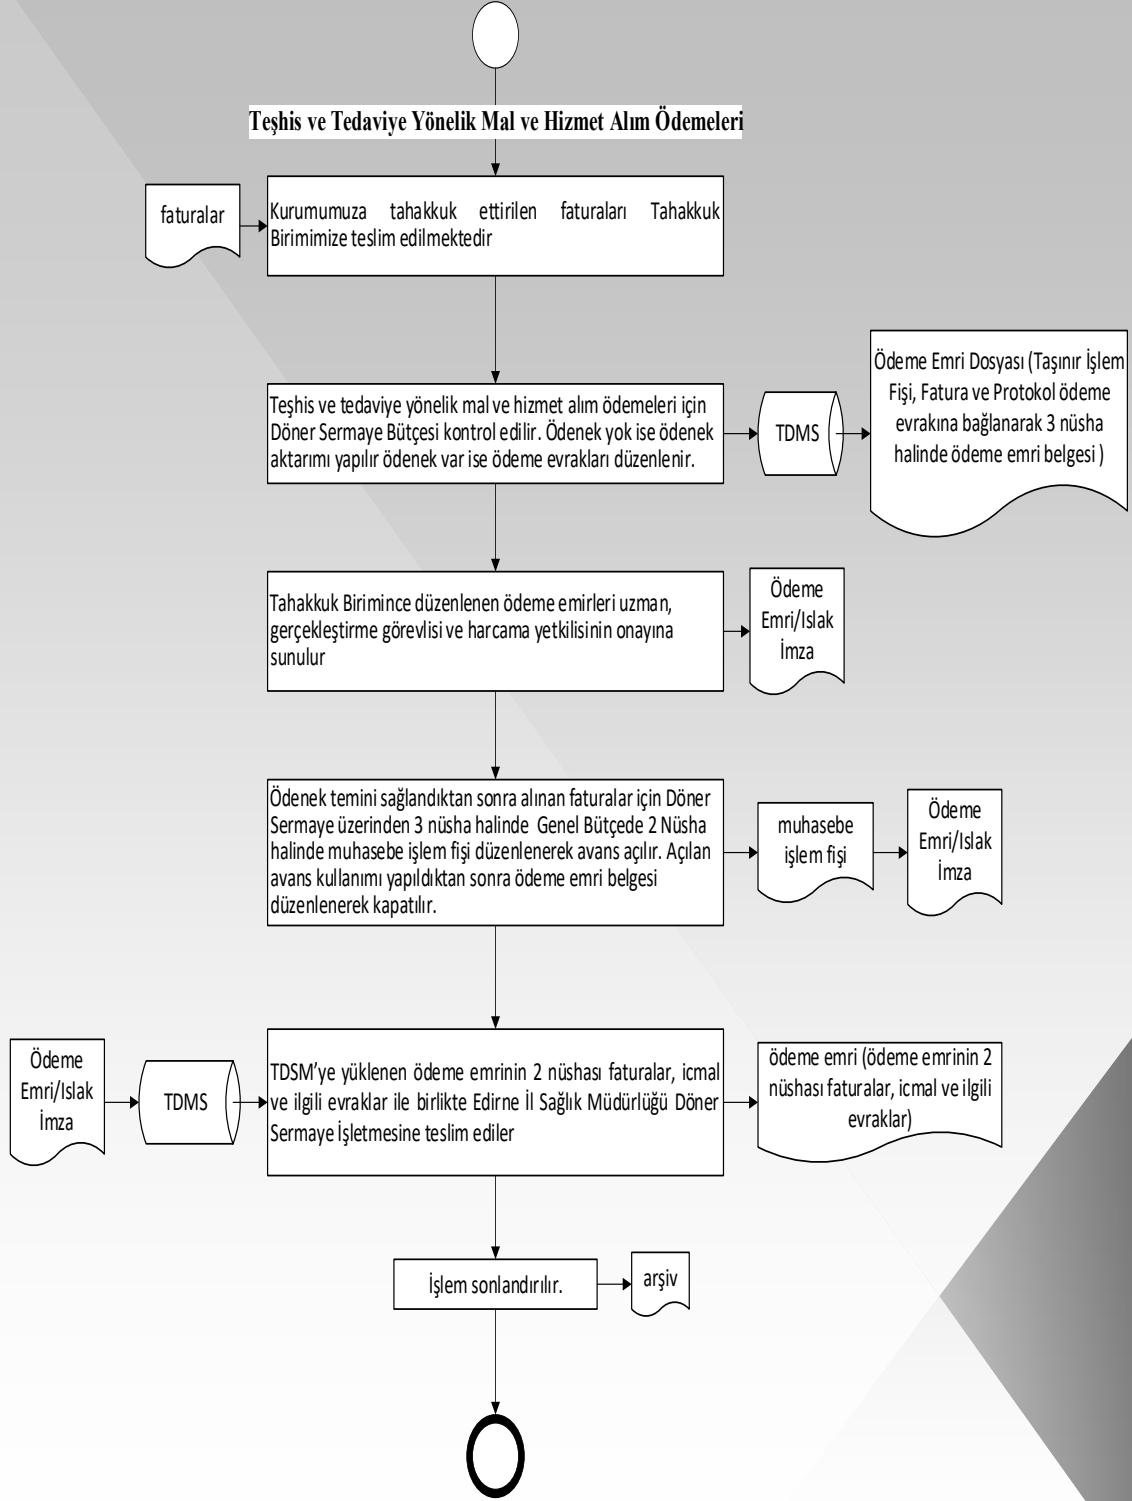 Teşhis ve Tedaviye Yönelik Mal ve Hizmet Alım Ödemeleri
faturalar
Kurumumuza tahakkuk ettirilen faturaları Tahakkuk
Birimimize teslim edilmektedir
Teşhis ve tedaviye yönelik mal ve hizmet alım ödemeleri için
Döner Sermaye Bütçesi kontrol edilir. Ödenek yok ise ödenek
aktarımı yapılır ödenek var ise ödeme evrakları düzenlenir.
TDMS
Ödeme Emri Dosyası (Taşınır İşlem
Fişi, Fatura ve Protokol ödeme
evrakına bağlanarak 3 nüsha
halinde ödeme emri belgesi )
Tahakkuk Birimince düzenlenen ödeme emirleri uzman,
gerçekleştirme görevlisi ve harcama yetkilisinin onayına
sunulur
Ödeme
Emri/Islak
İmza
Ödenek temini sağlandıktan sonra alınan faturalar için Döner
Sermaye üzerinden 3 nüsha halinde  Genel Bütçede 2 Nüsha
halinde muhasebe işlem fişi düzenlenerek avans açılır. Açılan
avans kullanımı yapıldıktan sonra ödeme emri belgesi
düzenlenerek kapatılır.
muhasebe
işlem fişi
Ödeme
Emri/Islak
İmza
Ödeme
Emri/Islak
İmza
TDMS
TDSM’ye yüklenen ödeme emrinin 2 nüshası faturalar, icmal
ve ilgili evraklar ile birlikte Edirne İl Sağlık Müdürlüğü Döner
Sermaye İşletmesine teslim ediler
ödeme emri (ödeme emrinin 2
nüshası faturalar, icmal ve ilgili
evraklar)
İşlem sonlandırılır.
arşiv